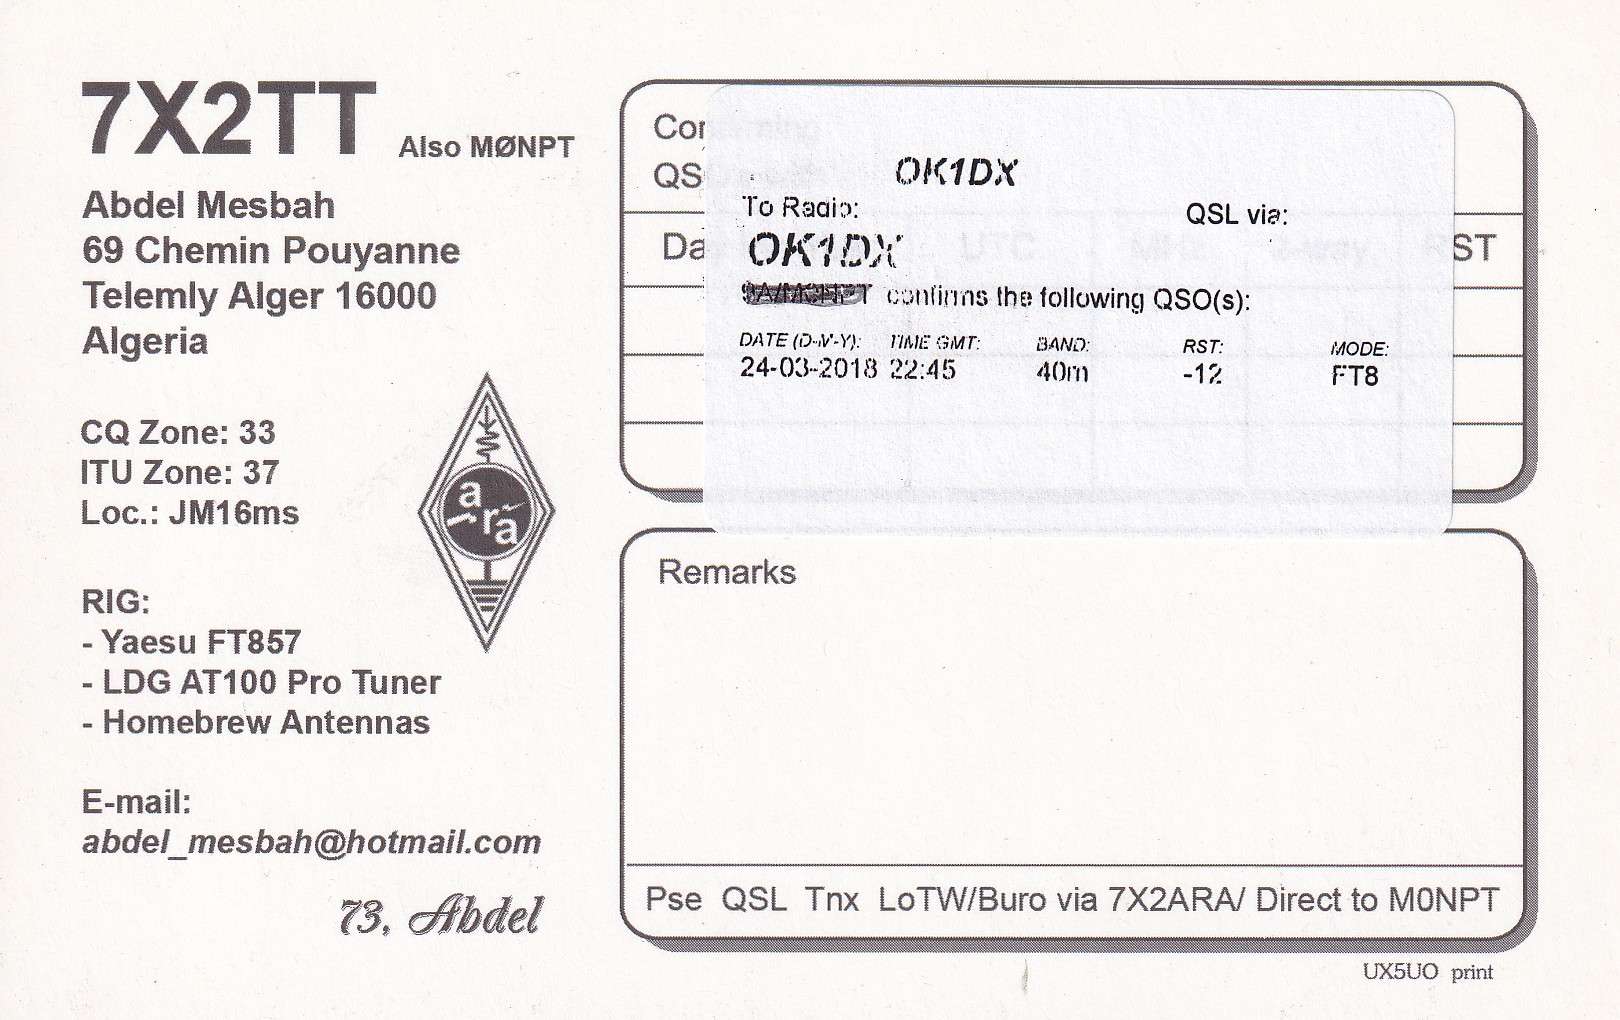 7X2TT Also MØNPT
Abdel Mesbah
69 Chemin Pouyanne
Telemly Alger 16000
Algeria
CQ Zone: 33
ITU Zone: 37
Loc.: JM16ms
a
ra
RIG:
- Yaesu FT857
- LDG AT100 Pro Tuner
- Homebrew Antennas
E-mail:
abdel_mesbah@hotmail.com
73, Abdel
OK1DX
To Radio: QSL via:
OK1DX
confirms the following QSO(s):
DATE (D-M-Y): TIME GMT: BAND: RST: MODE:
24-03-2018 22:45 40m -12 FT8
UTC RST
Remarks
Pse QSL Tnx LoTW/Buro via 7X2ARA/ Direct to M0NPT
UX5UO print